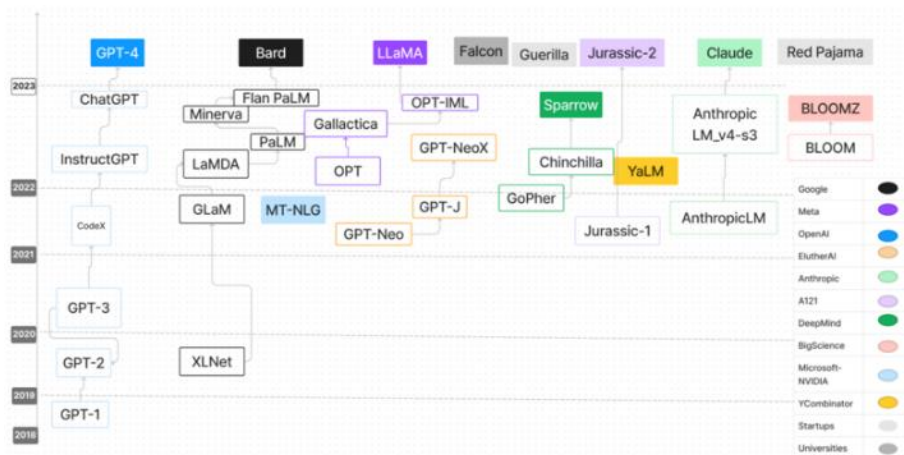 GPT-4
Bard
LLaMA
Falcon
Guerilla
Jurassic-2
Claude
Red Pajama
2023
ChatGPT
Flan PaLM
Minerva
OPT-IML
Sparrow
Anthropic
LM_v4-s3
BLOOMZ
Gallactica
PaLM
GPT-NeoX
BLOOM
InstructGPT
LaMDA
OPT
Chinchilla
YaLM
2022
GLaM
MT-NLG
GPT-J
GoPher
CodeX
GPT-Neo
Jurassic-1
AnthropicLM
2021
GPT-3
2020
GPT-2
XLNet
2019
GPT-1
2018
Google
Meta
OpenAI
ElutherAI
Anthropic
A121
DeepMind
BigScience
Microsoft-
NVIDIA
YCombinator
Startups
Universities